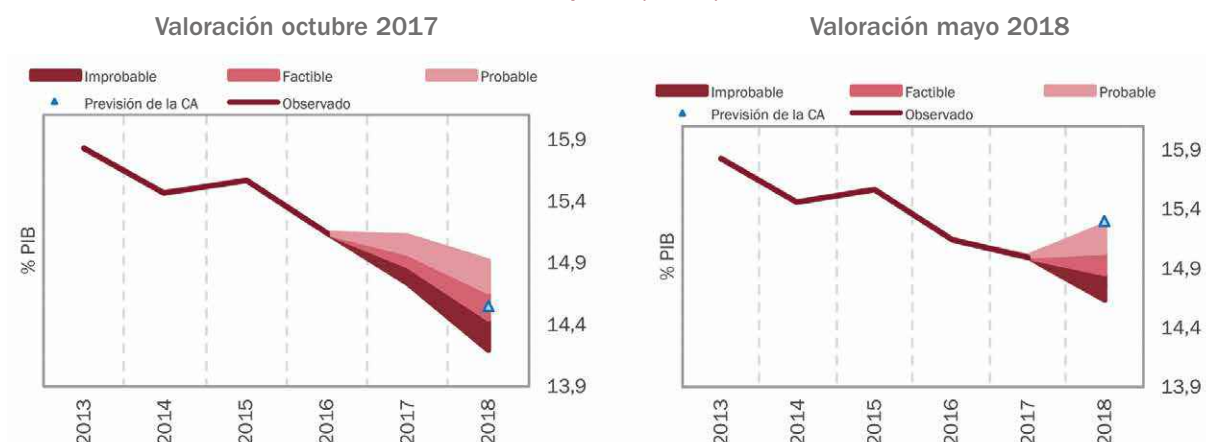 Valoración octubre 2017
Improbable Factible Probable
Previsión de la CA Observado
% PIB
15,9
15,4
14,9
14,4
13,9
2013 2014 2015 2016 2017 2018
Valoración mayo 2018
Improbable Factible Probable
Previsión de la CA Observado
% PIB
15,9
15,4
14,9
14,4
13,9
2013 2014 2015 2016 2017 2018